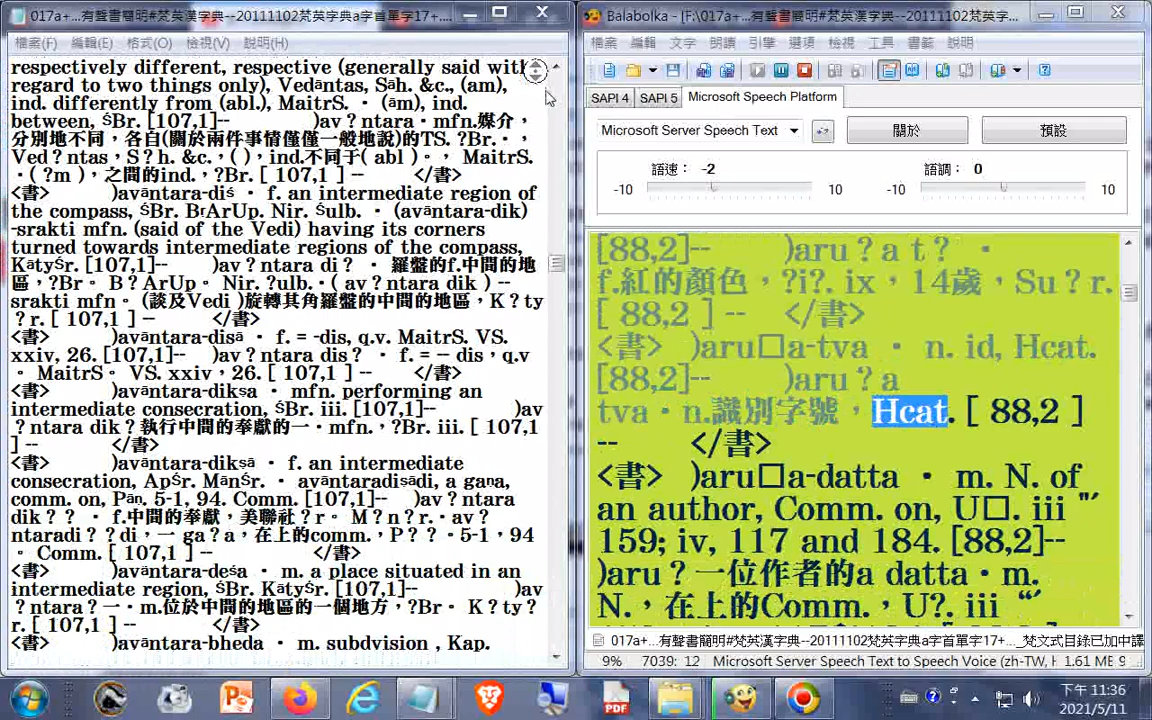 017a+...有聲書簡明#梵英漢字典--20111102梵英字典a字首單字17+...
檔案(F) 編輯(E) 格式(O) 檢視(V) 說明(H)
respectively different, respective (generally said with
regard to two things only), Vedāntas, Sāh. &c., (am),
ind. differently from (abl.), MaitrS. · (ām), ind.
between, ŚBr. [107,1]-- )av?ntara·mfn.媒介，
分別地不同，各自(關於兩件事情僅僅一般地說)的TS. ?Br.·，
Ved?ntas，S?h. &c.，( )，ind.不同于( abl )。， MaitrS.
·( ?m )，之間的ind.，?Br. [ 107,1 ] -- </書>
<書> )avāntara-diś · f. an intermediate region of
the compass, ŚBr. BṛArUp. Nir. Śulb. · (avāntara-dik)
-srakti mfn. (said of the Vedi) having its corners
turned towards intermediate regions of the compass,
KātyŚr. [107,1]-- )av?ntara di? · 羅盤的f.中間的地
區，?Br。 B?ArUp。 Nir. ?ulb.·( av?ntara dik ) --
srakti mfn。 (談及Vedi )旋轉其角羅盤的中間的地區，K?ty
?r. [ 107,1 ] -- </書>
<書> )avāntara-disā · f. = -dis, q.v. MaitrS. VS.
xxiv, 26. [107,1]-- )av?ntara dis? · f. = -- dis，q.v
。 MaitrS。 VS. xxiv，26. [ 107,1 ] -- </書>
<書> )avāntara-dikṣa · mfn. performing an
intermediate consecration, ŚBr. iii. [107,1]-- )av
?ntara dik?執行中間的奉獻的一·mfn.，?Br. iii. [ 107,1
] -- </書>
<書> )avāntara-dikṣā · f. an intermediate
consecration, ĀpŚr. MānŚr. · avāntaradiṣādi, a gaṇa,
comm. on, Pāṇ. 5-1, 94. Comm. [107,1]-- )av?ntara
dik?? · f.中間的奉獻，美聯社?r。 M?n?r.·av?
ntaradi??di，一 ga?a，在上的comm.，P??·5-1，94
。 Comm. [ 107,1 ] -- </書>
<書> )avāntara-deśa · m. a place situated in an
intermediate region, ŚBr. KātyŚr. [107,1]-- )av
?ntara?一·m.位於中間的地區的一個地方，?Br。 K?ty?
r. [ 107,1 ] -- </書>
<書> )avāntara-bheda · m. subdivision , Kap.
Balabolka - [F:\017a+...有聲書簡明#梵英漢字典--20111102梵英字...
檔案 編輯 文字 朗讀 引擎 選項 檢視 工具 書籤 說明
SAPI 4 SAPI 5 Microsoft Speech Platform
Microsoft Server Speech Text 關於 預設
語速： -2 語調： 0
-10 10 -10 10
[88,2]-- )aru?a t? ·
f.紅的顏色，?i?. ix，14歲，Su?r.
[ 88,2 ] -- </書>
<書> )aru□a-tva · n. id, Hcat.
[88,2]-- )aru?a
tva·n.識別字號，Hcat. [ 88,2 ]
-- </書>
<書> )aru□a-datta · m. N. of
an author, Comm. on, U□. iii "′
159; iv, 117 and 184. [88,2]--
)aru?一位作者的a datta·m.
N.，在上的Comm.，U?. iii “′
017a+...有聲書簡明#梵英漢字典--20111102梵英字典a字首單字17+..._梵文式目錄已加中譯
9% 7039: 12 Microsoft Server Speech Text to Speech Voice (zh-TW, H 1.61 ME 9
下午 11:36
2021/5/11